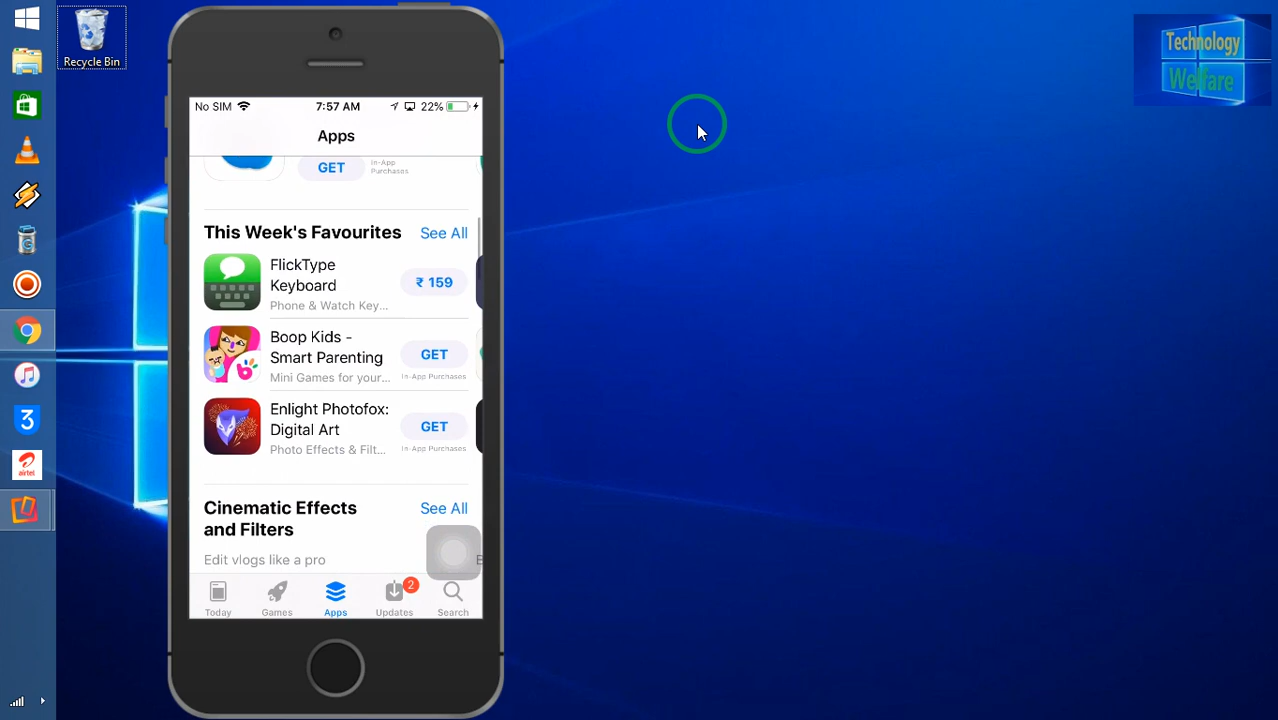 Recycle Bin
Technology
Welfare
No SIM
7:57 AM
22%
Apps
GET
In-App
Purchases
This Week's Favourites
See All
FlickType
Keyboard
Phone & Watch Key...
₹ 159
Boop Kids -
Smart Parenting
Mini Games for your...
GET
In-App Purchases
Enlight Photofox:
Digital Art
Photo Effects & Filt...
GET
In-App Purchases
Cinematic Effects
and Filters
See All
Edit vlogs like a pro
E
2
Today
Games
Apps
Updates
Search
3
airtel